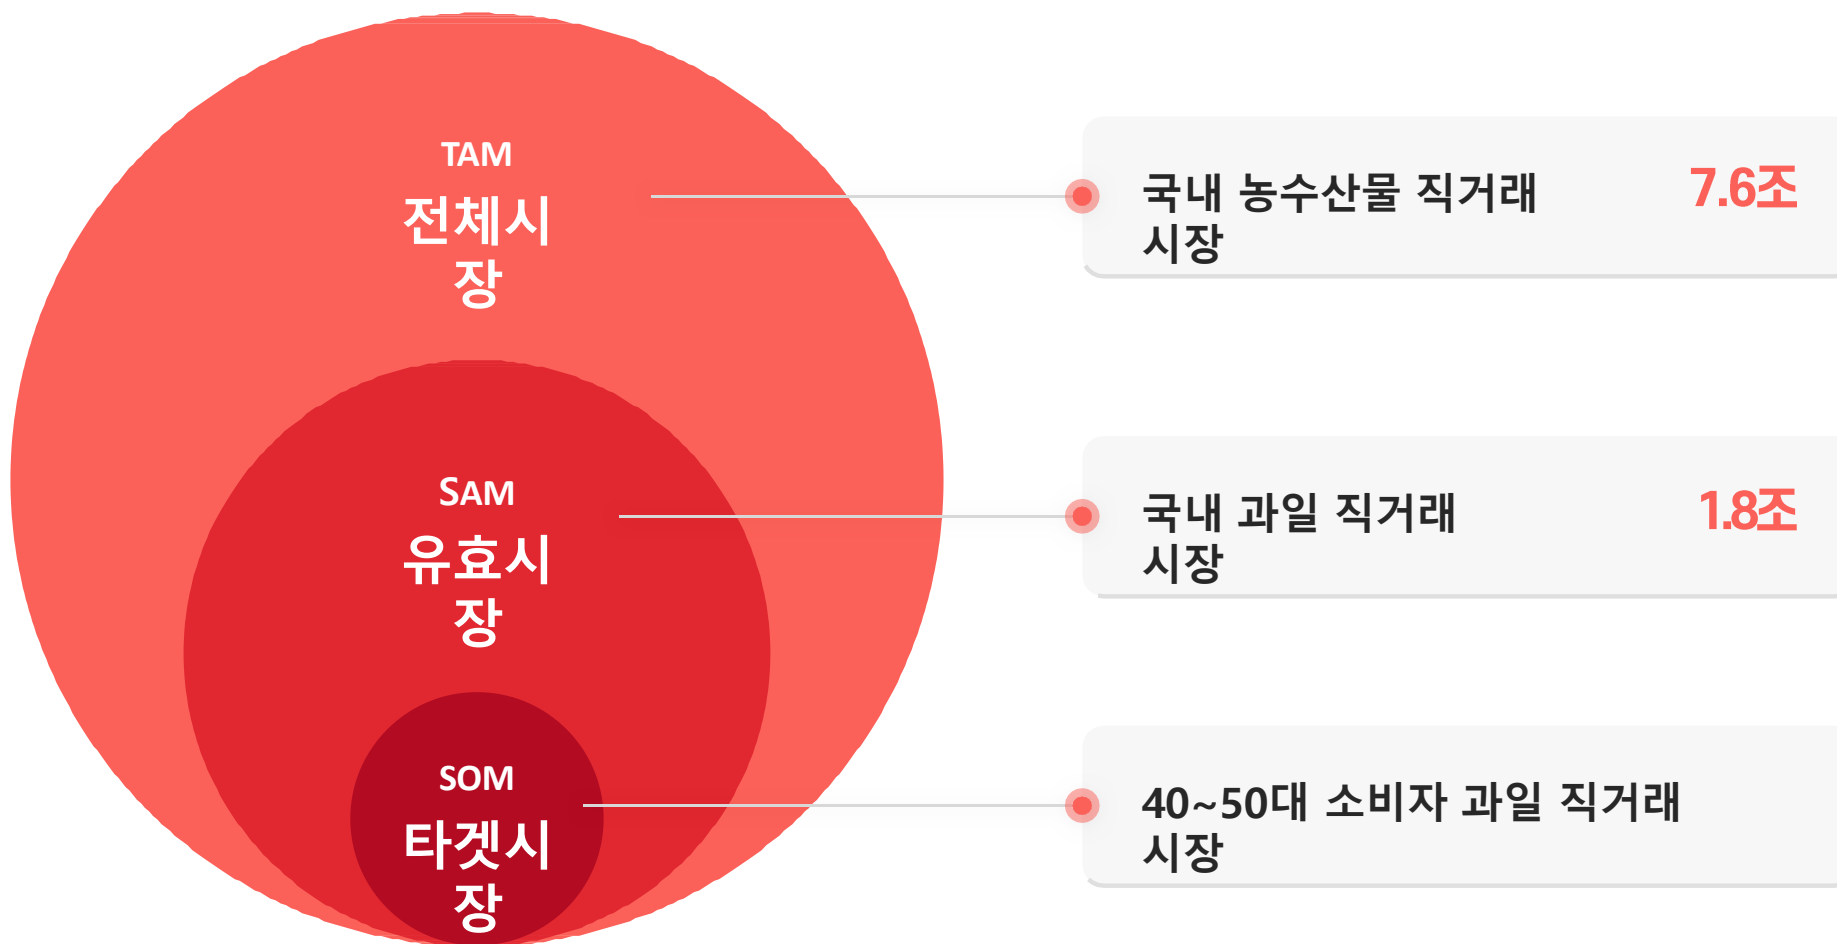 TAM
전체시
장
국내 농수산물 직거래
시장
7.6조
SAM
유효시
장
국내 과일 직거래
시장
1.8조
SOM
타겟시
장
40~50대 소비자 과일 직거래
시장